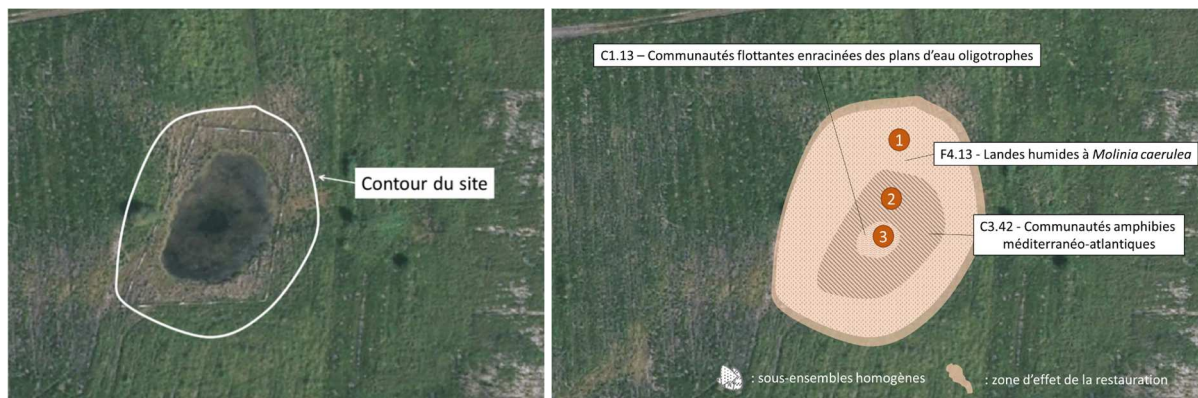 Contour du site
C1.13 – Communautés flottantes enracinées des plans d'eau oligotrophes
1
F4.13 - Landes humides à Molinia caerulea
2
C3.42 - Communautés amphibies
méditerranéo-atlantiques
3
: sous-ensembles homogènes
: zone d'effet de la restauration